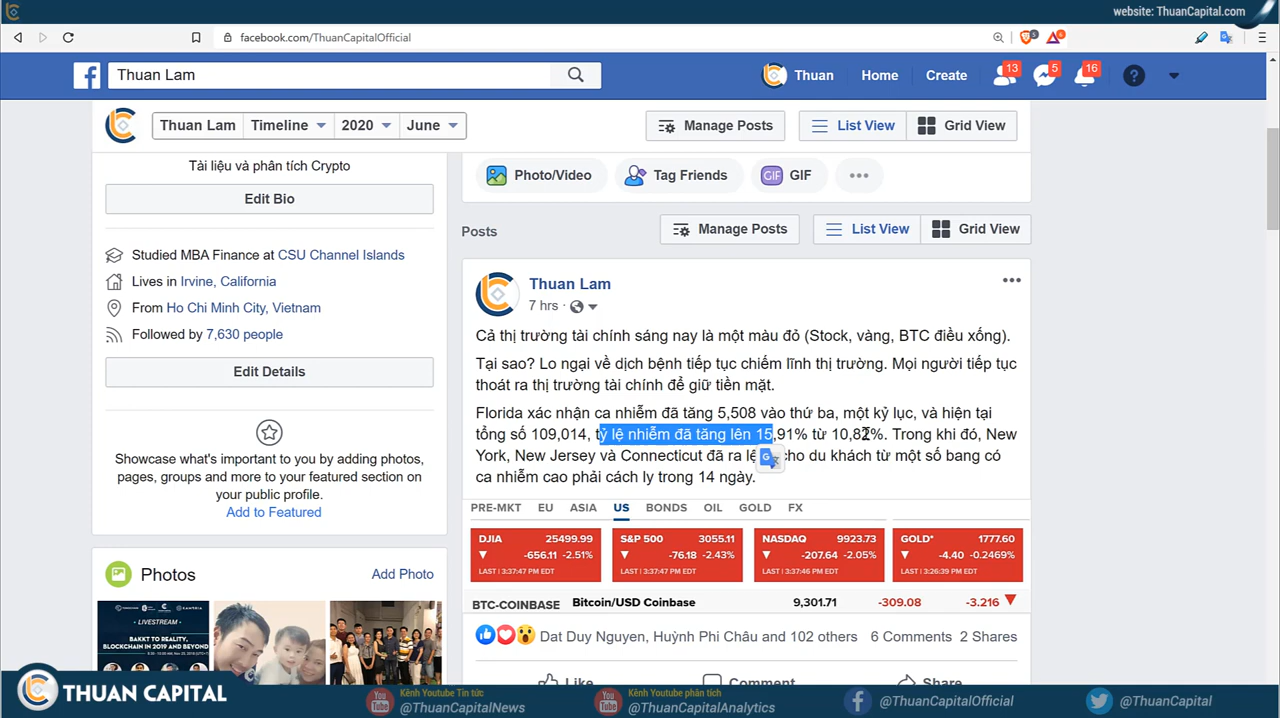 website: ThuanCapital.com
facebook.com/ThuanCapitalOfficial
Thuan Lam
Thuan
Home
Create
13
5
16
Thuan Lam
Timeline
2020
June
Manage Posts
List View
Grid View
Tài liệu và phân tích Crypto
Edit Bio
Studied MBA Finance at CSU Channel Islands
Lives in Irvine, California
From Ho Chi Minh City, Vietnam
Followed by 7,630 people
Edit Details
Showcase what's important to you by adding
photos, pages, groups and more to your featured section on
your public profile.
Add to Featured
Photos
Add Photo
LIVESTREAM
BAKKT TO REALITY,
BLOCKCHAIN IN 2019 AND BEYOND
Photo/Video
Tag Friends
GIF
Posts
Manage Posts
List View
Grid View
Thuan Lam
7 hrs
Cả thị trường tài chính sáng nay là một màu đỏ (Stock, vàng, BTC điều xống).
Tại sao? Lo ngại về dịch bệnh tiếp tục chiếm lĩnh thị trường. Mọi người tiếp tục
thoát ra thị trường tài chính để giữ tiền mặt.
Florida xác nhận ca nhiễm đã tăng 5,508 vào thứ ba, một kỷ lục, và hiện tại
tổng số 109,014, tỷ lệ nhiễm đã tăng lên 15,91% từ 10,82%. Trong khi đó, New
York, New Jersey và Connecticut đã ra cho du khách từ một số bang có
ca nhiễm cao phải cách ly trong 14 ngày.
PRE-MKT EU ASIA US BONDS OIL GOLD FX
DJIA 25499.99
-656.11 -2.51%
LAST | 3:37:47 PM EDT
S&P 500 3055.11
-76.18 -2.43%
LAST | 3:37:47 PM EDT
NASDAQ 9923.73
-207.64 -2.05%
LAST | 3:37:46 PM EDT
GOLD* 1777.60
-4.40 -0.2469%
LAST | 3:26:39 PM EDT
BTC-COINBASE Bitcoin/USD Coinbase 9,301.71 -309.08 -3.216
Dat Duy Nguyen, Huỳnh Phi Châu and 102 others 6 Comments 2 Shares
Like
Comment
Share
THUAN CAPITAL
Kênh Youtube Tin tức
@ThuanCapitalNews
Kênh Youtube phân tích
@ThuanCapitalAnalytics
@ThuanCapitalOfficial
@ThuanCapital